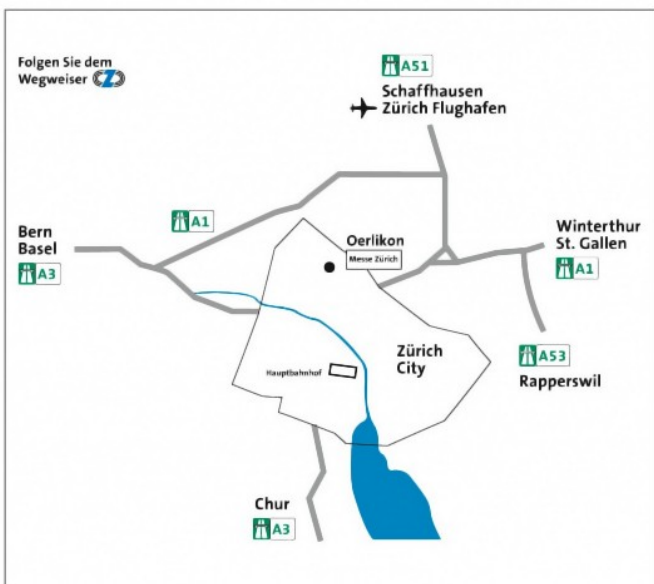 Folgen Sie dem
Wegweiser
A51
Schaffhausen
Zürich Flughafen
A1
Bern
Basel
A3
Oerlikon
Messe Zürich
Winterthur
St. Gallen
A1
Zürich
City
Hauptbahnhof
A53
Rapperswil
Chur
A3